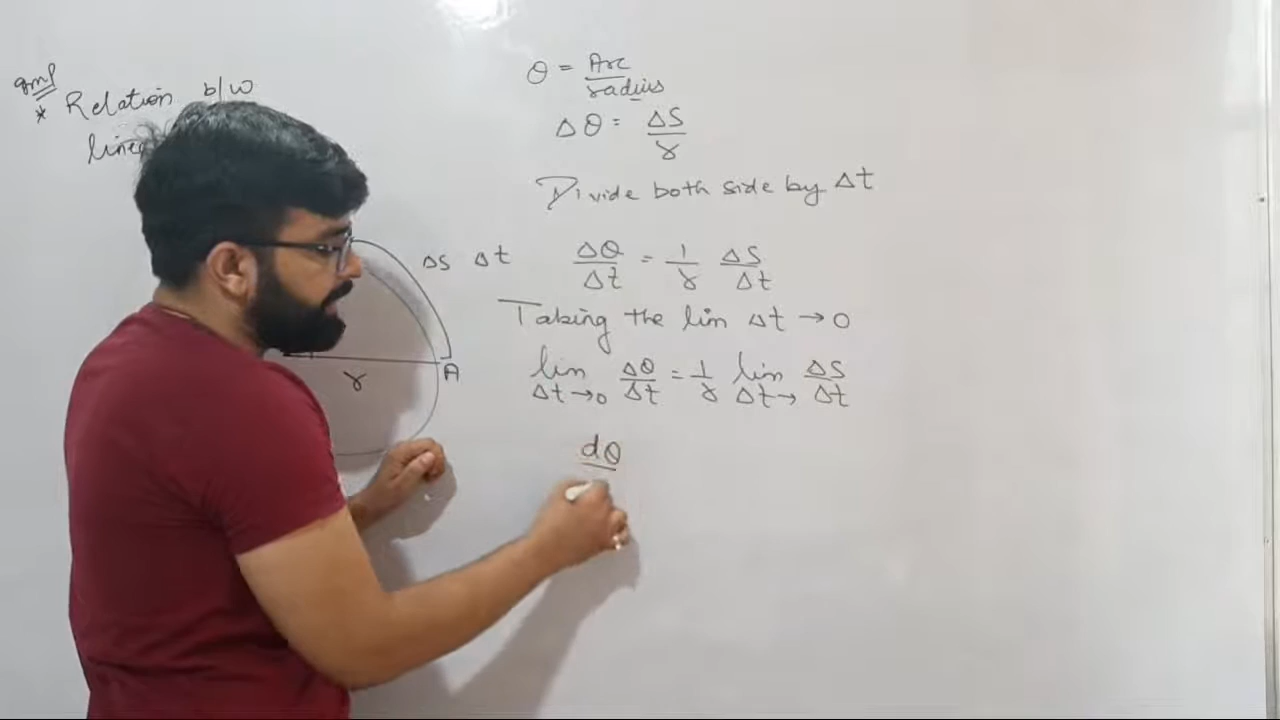 Imp
* Relation b/w
θ = Arc / radius
Δθ = ΔS / r
Divide both side by Δt
ΔS Δt
Δθ/Δt = 1/r ΔS/Δt
Taking the lim Δt → 0
lim Δt→0 Δθ/Δt = 1/r lim Δt→ ΔS/Δt
r
A
dθ